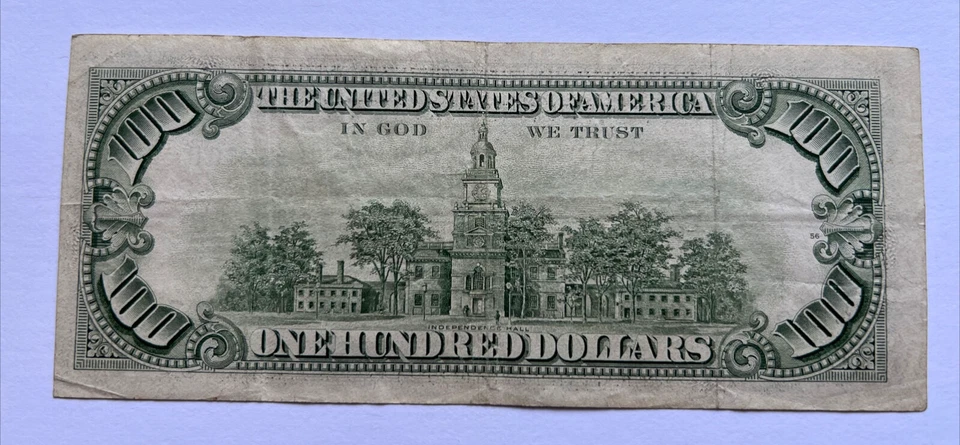 100 THE UNITED STATES OF AMERICA 100
IN GOD WE TRUST
56
INDEPENDENCE HALL
100 ONE HUNDRED DOLLARS 100